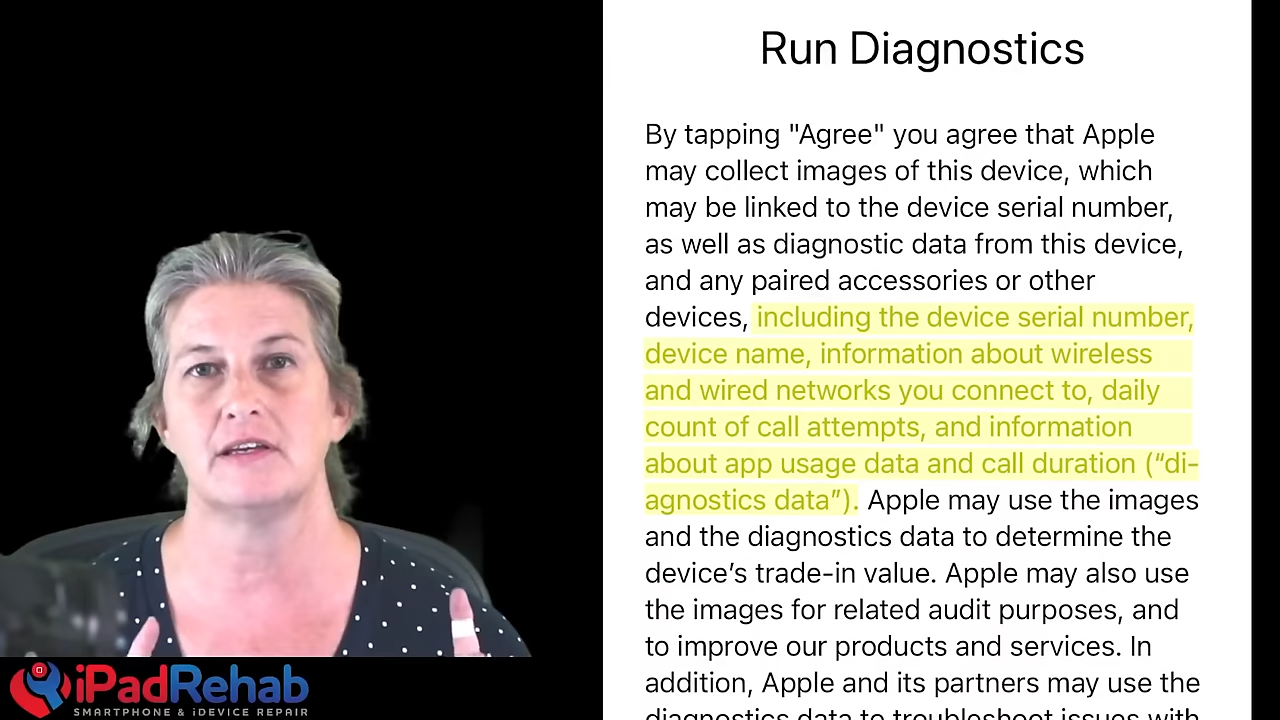 Run Diagnostics
By tapping "Agree" you agree that Apple
may collect images of this device, which
may be linked to the device serial number,
as well as diagnostic data from this device,
and any paired accessories or other
devices, including the device serial number,
device name, information about wireless
and wired networks you connect to, daily
count of call attempts, and information
about app usage data and call duration (“di-
agnostics data”). Apple may use the images
and the diagnostics data to determine the
device’s trade-in value. Apple may also use
the images for related audit purposes, and
to improve our products and services. In
addition, Apple and its partners may use the
diagnostics data to troubleshoot issues with
iPadRehab
SMARTPHONE & iDEVICE REPAIR